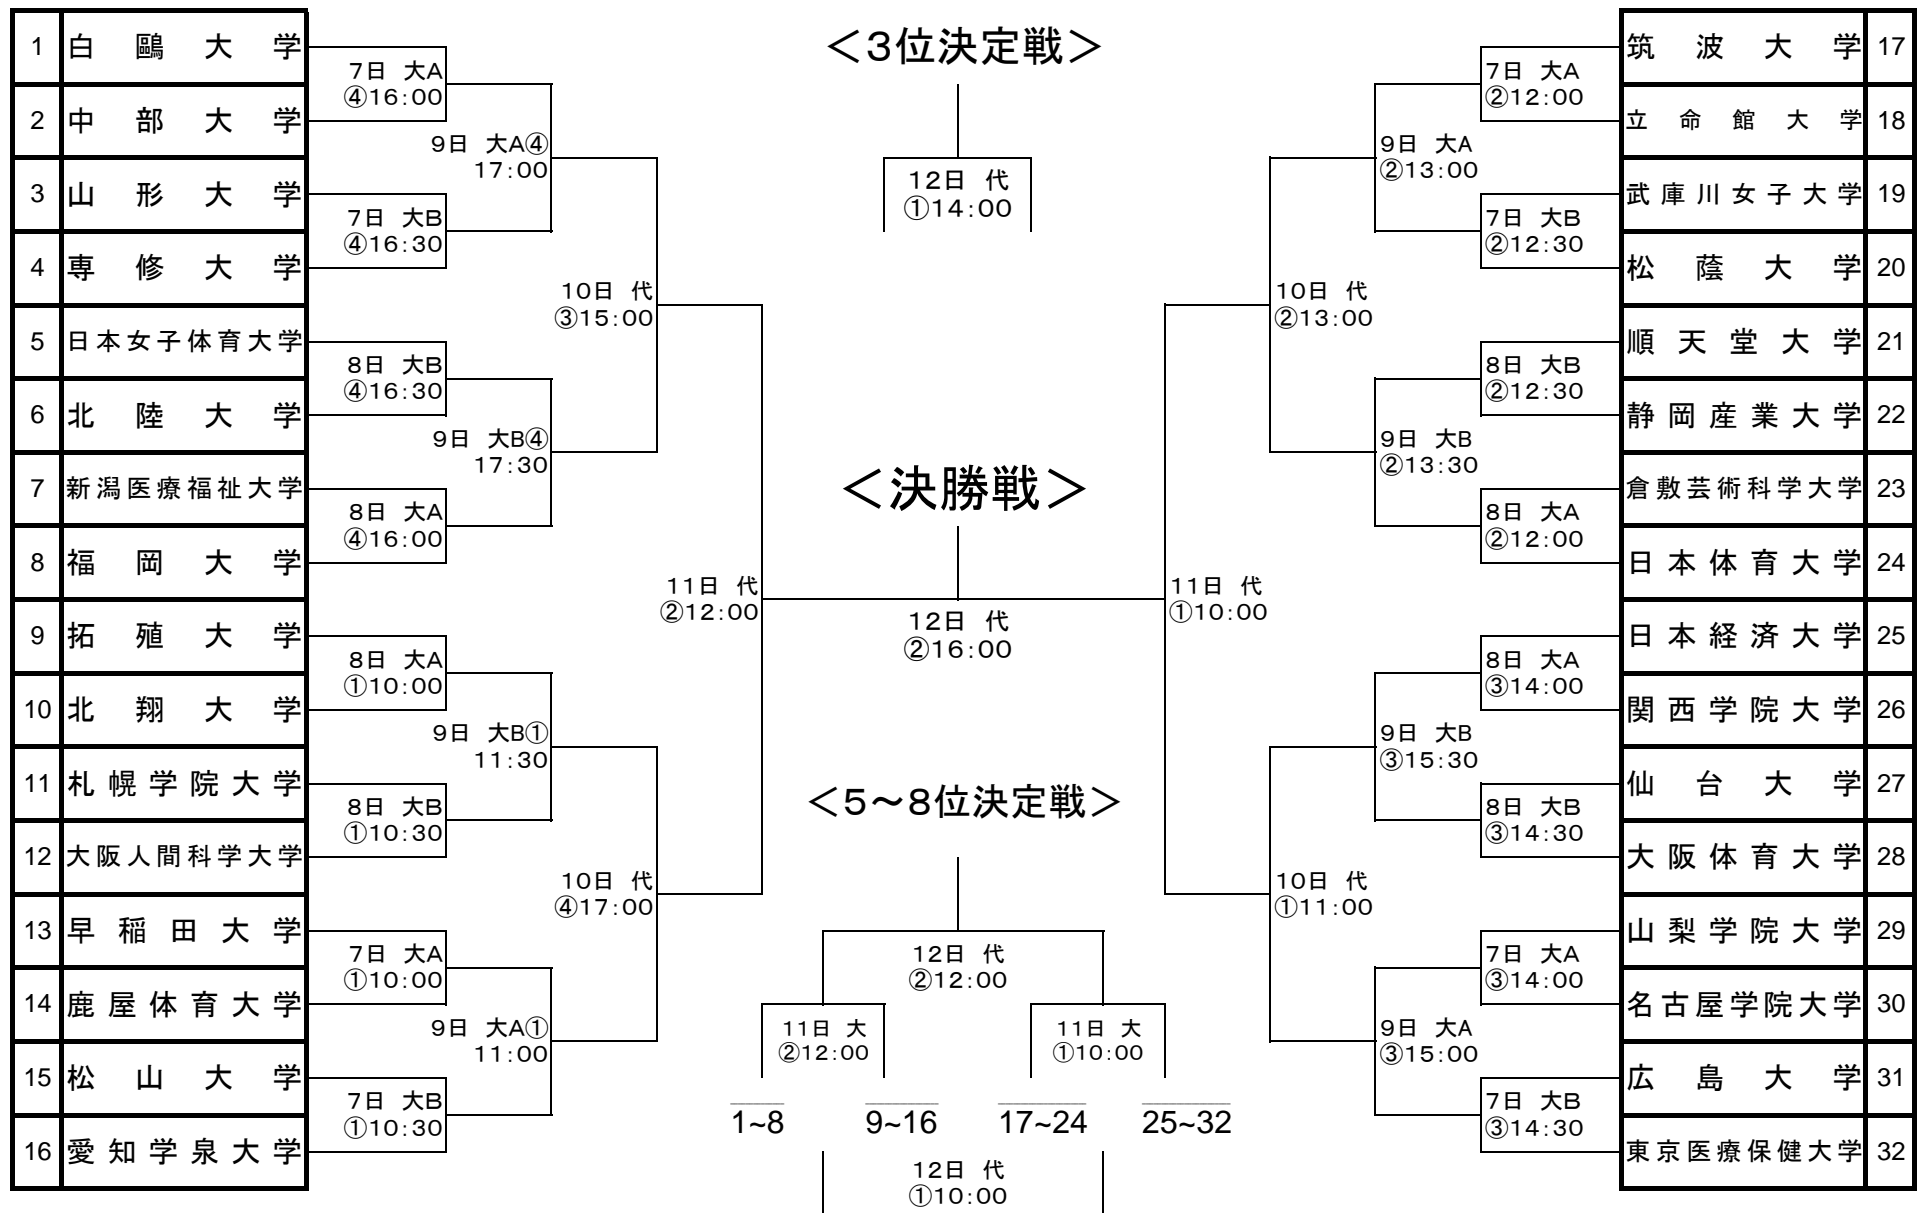 1 白鷗大学
2 中部大学
3 山形大学
4 専修大学
5 日本女子体育大学
6 北陸大学
7 新潟医療福祉大学
8 福岡大学
9 拓殖大学
10 北翔大学
11 札幌学院大学
12 大阪人間科学大学
13 早稲田大学
14 鹿屋体育大学
15 松山大学
16 愛知学泉大学
7日 大A
④16:00
7日 大B
④16:30
8日 大B
④16:30
8日 大A
④16:00
8日 大A
①10:00
8日 大B
①10:30
7日 大A
①10:00
7日 大B
①10:30
9日 大A④
17:00
9日 大B④
17:30
9日 大B①
11:30
9日 大A①
11:00
10日 代
③15:00
10日 代
④17:00
11日 代
②12:00
＜3位決定戦＞
12日 代
①14:00
＜決勝戦＞
12日 代
②16:00
＜5～8位決定戦＞
12日 代
②12:00
11日 大
②12:00
11日 大
①10:00
1~8 9~16 17~24 25~32
12日 代
①10:00
11日 代
①10:00
10日 代
②13:00
10日 代
①11:00
9日 大A
②13:00
9日 大B
②13:30
9日 大B
③15:30
9日 大A
③15:00
7日 大A
②12:00
7日 大B
②12:30
8日 大B
②12:30
8日 大A
②12:00
8日 大A
③14:00
8日 大B
③14:30
7日 大A
③14:00
7日 大B
③14:30
筑波大学 17
立命館大学 18
武庫川女子大学 19
松蔭大学 20
順天堂大学 21
静岡産業大学 22
倉敷芸術科学大学 23
日本体育大学 24
日本経済大学 25
関西学院大学 26
仙台大学 27
大阪体育大学 28
山梨学院大学 29
名古屋学院大学 30
広島大学 31
東京医療保健大学 32